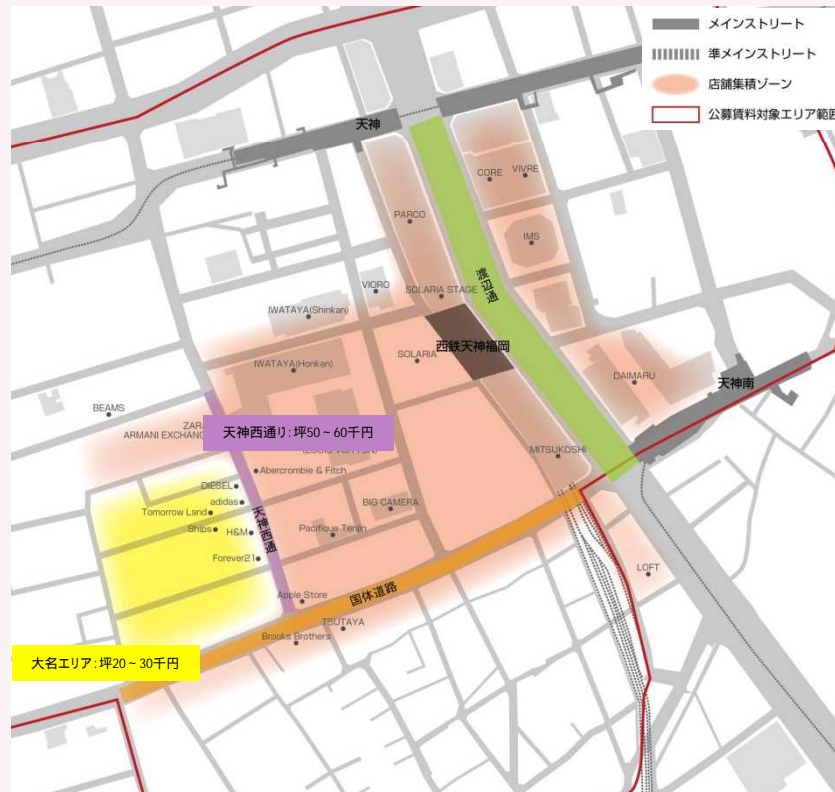 メインストリート
準メインストリート
店舗集積ゾーン
公募賃料対象エリア範囲
天神
CORE
VIVRE
PARCO
IMS
渡辺通
VIORO
SOLARIA STAGE
IWATAYA(Shinkan)
西鉄天神福岡
SOLARIA
IWATAYA(Honkan)
DAIMARU
天神南
BEAMS
ZARA
ARMANI EXCHANGE
天神西通り:坪50~60千円
MITSUKOSHI
Abercrombie & Fitch
DIESEL
adidas
BIG CAMERA
Tomorrow Land
Ships
H&M
天神西通
Pacifique Tenjin
Forever21
LOFT
Apple Store
国体道路
TSUTAYA
Brooks Brothers
大名エリア:坪20~30千円